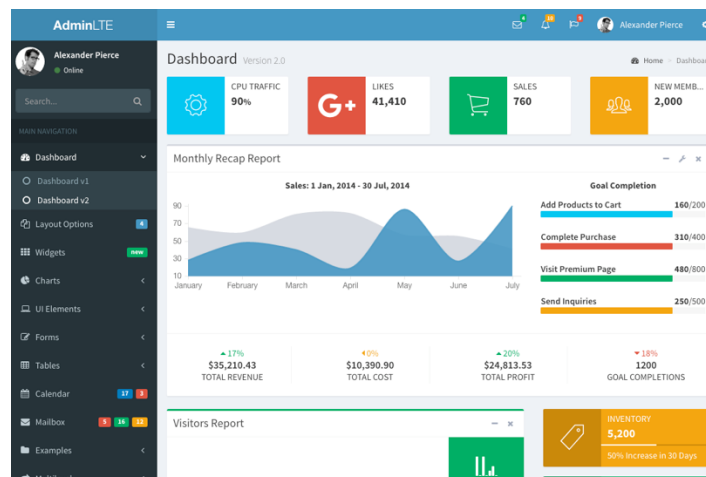 AdminLTE
4
10
9
Alexander Pierce
Alexander Pierce
Online
Search...
MAIN NAVIGATION
Dashboard
Dashboard v1
Dashboard v2
Layout Options 4
Widgets new
Charts
UI Elements
Forms
Tables
Calendar 17 3
Mailbox 5 16 12
Examples
Dashboard Version 2.0
Home > Dashboar
CPU TRAFFIC
90%
G+
LIKES
41,410
SALES
760
NEW MEMB...
2,000
Monthly Recap Report
Sales: 1 Jan, 2014 - 30 Jul, 2014
90
70
50
30
10
January February March April May June July
Goal Completion
Add Products to Cart 160/200
Complete Purchase 310/400
Visit Premium Page 480/800
Send Inquiries 250/500
17%
$35,210.43
TOTAL REVENUE
0%
$10,390.90
TOTAL COST
20%
$24,813.53
TOTAL PROFIT
18%
1200
GOAL COMPLETIONS
Visitors Report
INVENTORY
5,200
50% Increase in 30 Days